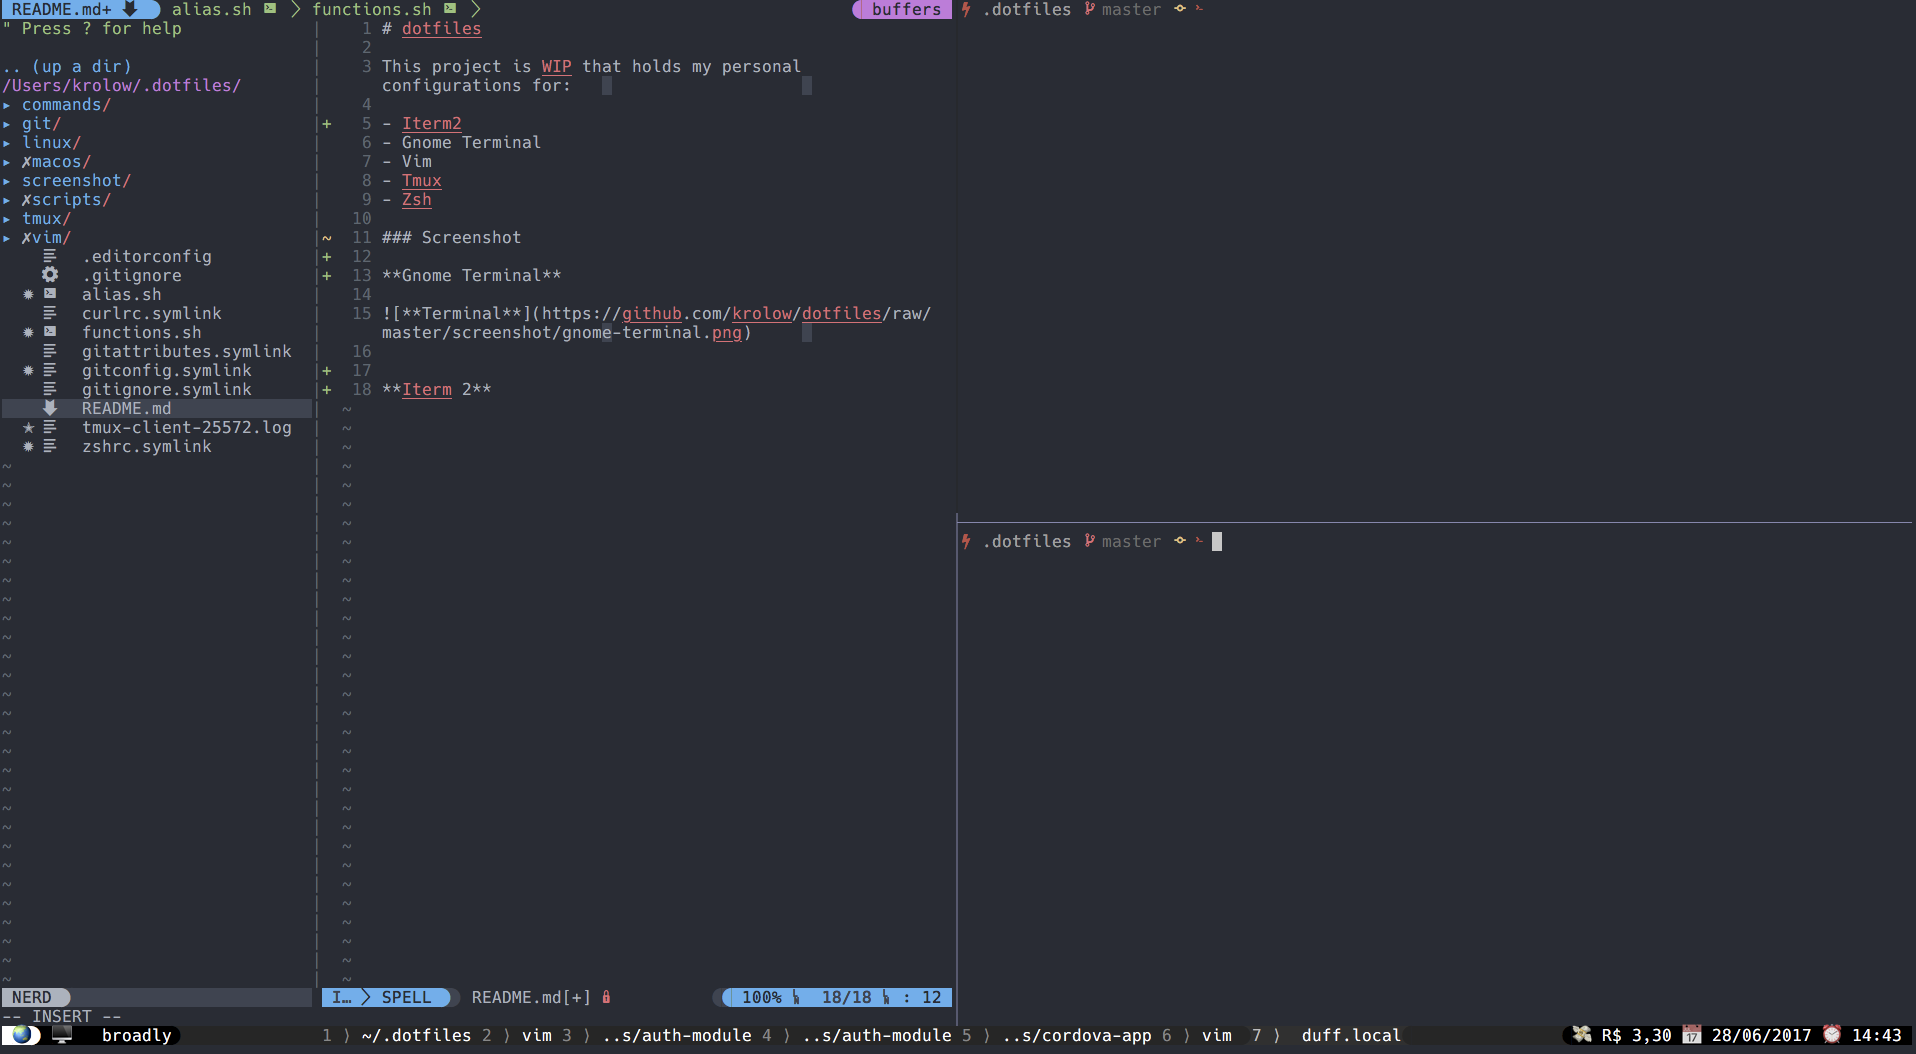 README.md+ alias.sh functions.sh buffers
" Press ? for help
.. (up a dir)
/Users/krolow/.dotfiles/
▸ commands/
▸ git/
▸ linux/
▸ ✗macos/
▸ screenshot/
▸ ✗scripts/
▸ tmux/
▸ ✗vim/
.editorconfig
.gitignore
✹ alias.sh
curlrc.symlink
✹ functions.sh
gitattributes.symlink
✹ gitconfig.symlink
gitignore.symlink
README.md
★ tmux-client-25572.log
✹ zshrc.symlink
1 # dotfiles
2
3 This project is WIP that holds my personal
configurations for:
4
+ 5 - Iterm2
6 - Gnome Terminal
7 - Vim
8 - Tmux
9 - Zsh
10
~ 11 ### Screenshot
+ 12
+ 13 **Gnome Terminal**
14
15 ![**Terminal**](https://github.com/krolow/dotfiles/raw/
master/screenshot/gnome-terminal.png)
16
+ 17
+ 18 **Iterm 2**
.dotfiles master
.dotfiles master
NERD
I… SPELL README.md[+] 100% 18/18 : 12
-- INSERT --
broadly 1 ⟩ ~/.dotfiles 2 ⟩ vim 3 ⟩ ..s/auth-module 4 ⟩ ..s/auth-module 5 ⟩ ..s/cordova-app 6 ⟩ vim 7 ⟩ duff.local R$ 3,30 28/06/2017 14:43